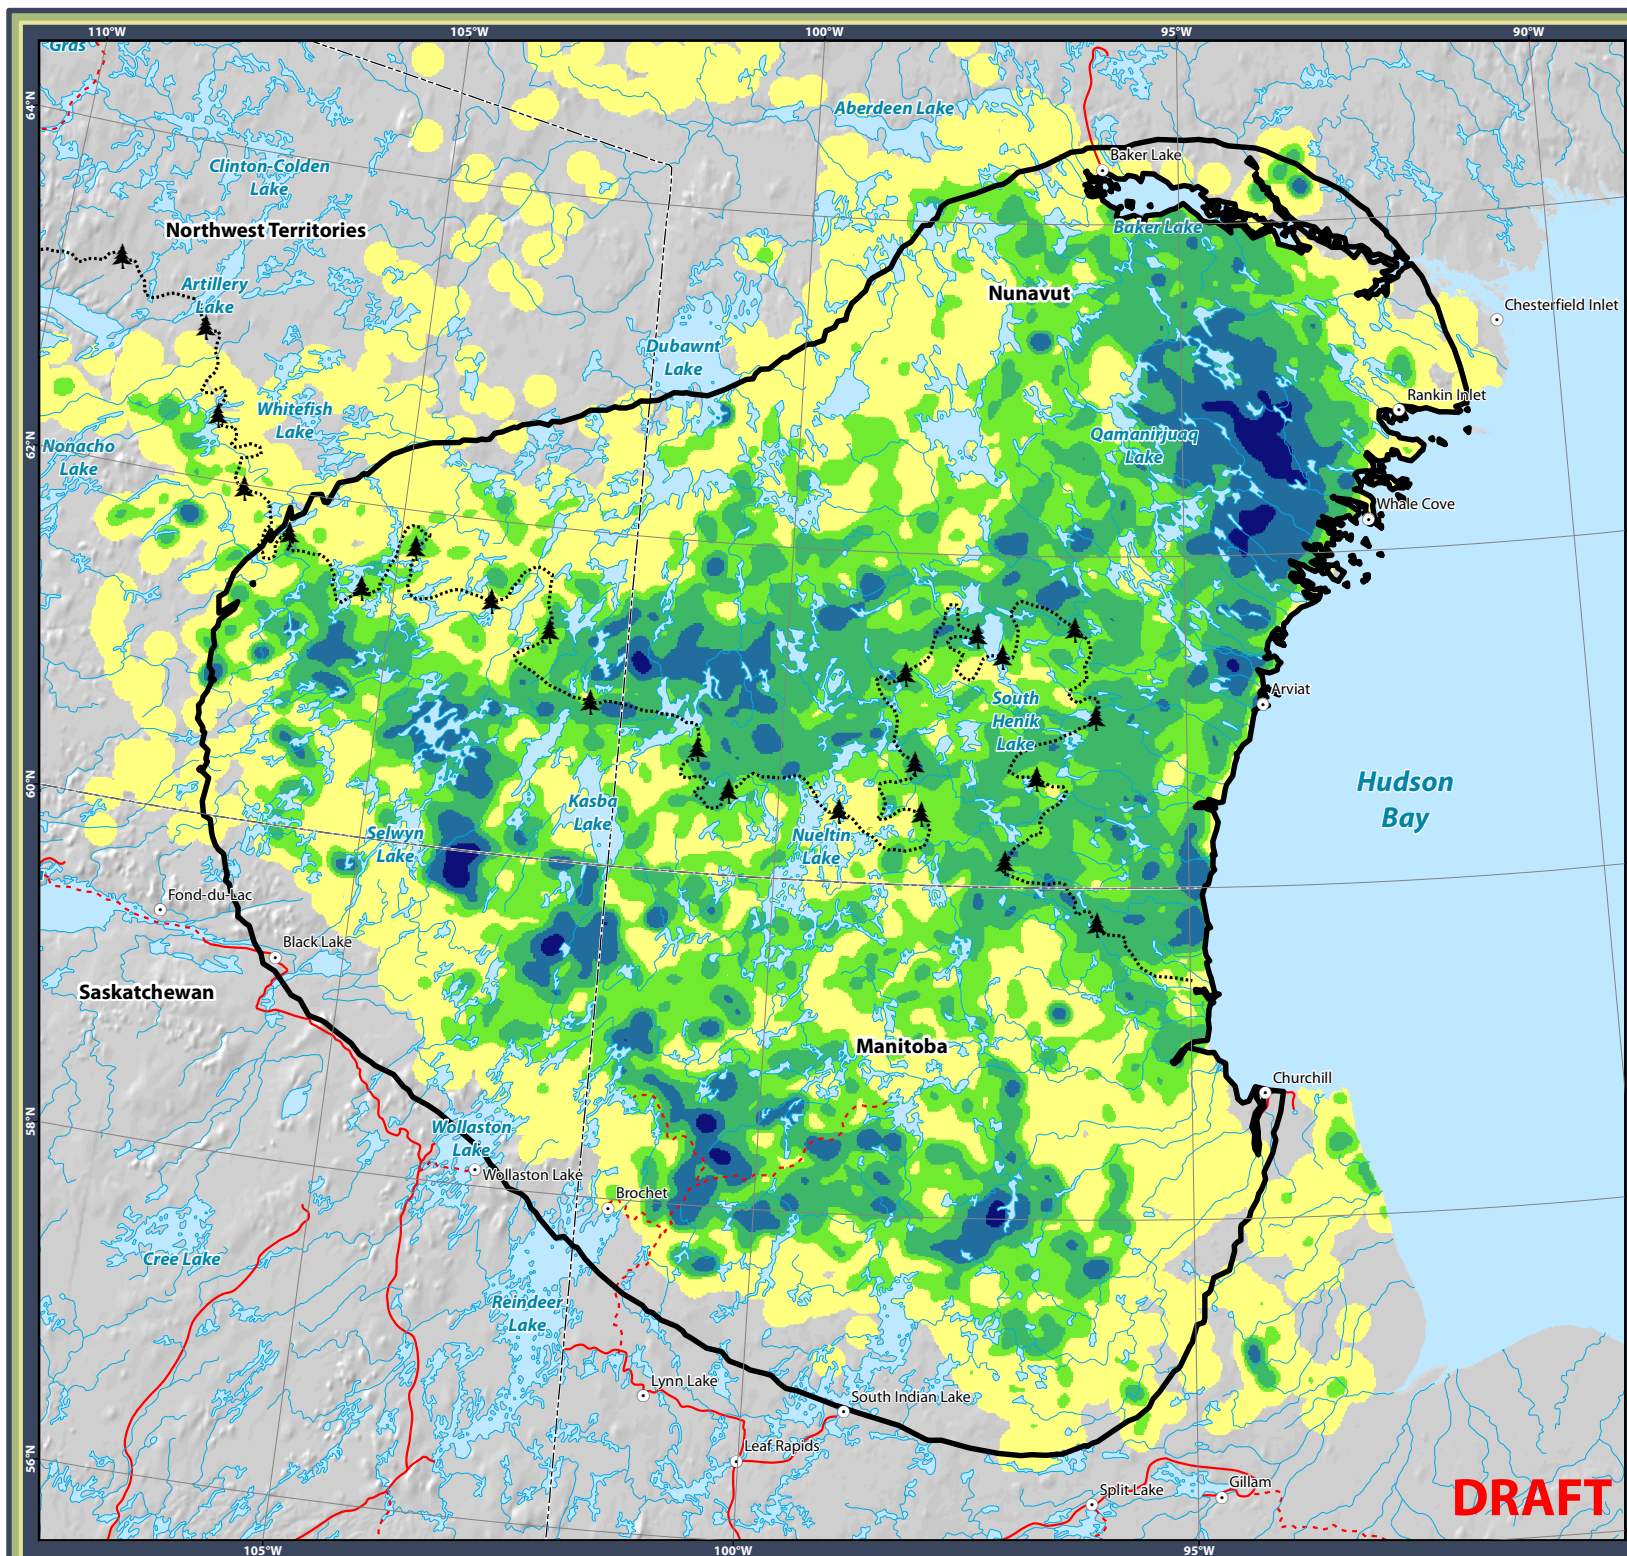 110°W
105°W
100°W
95°W
90°W
Gras
64°N
Aberdeen Lake
Baker Lake
Clinton-Colden
Lake
Northwest Territories
Baker Lake
Artillery
Lake
Nunavut
Chesterfield Inlet
Dubawnt
Lake
Whitefish
Lake
Rankin Inlet
62°N
Nonacho
Lake
Qamanirjuaq
Lake
Whale Cove
Arviat
South
Henik
Lake
60°N
Kasba
Lake
Hudson
Bay
Selwyn
Lake
Nueltin
Lake
Fond-du-Lac
Black Lake
Saskatchewan
Manitoba
Churchill
58°N
Wollaston
Lake
Wollaston Lake
Brochet
Cree Lake
Reindeer
Lake
Lynn Lake
South Indian Lake
Leaf Rapids
56°N
Split Lake
Gillam
DRAFT
105°W
100°W
95°W